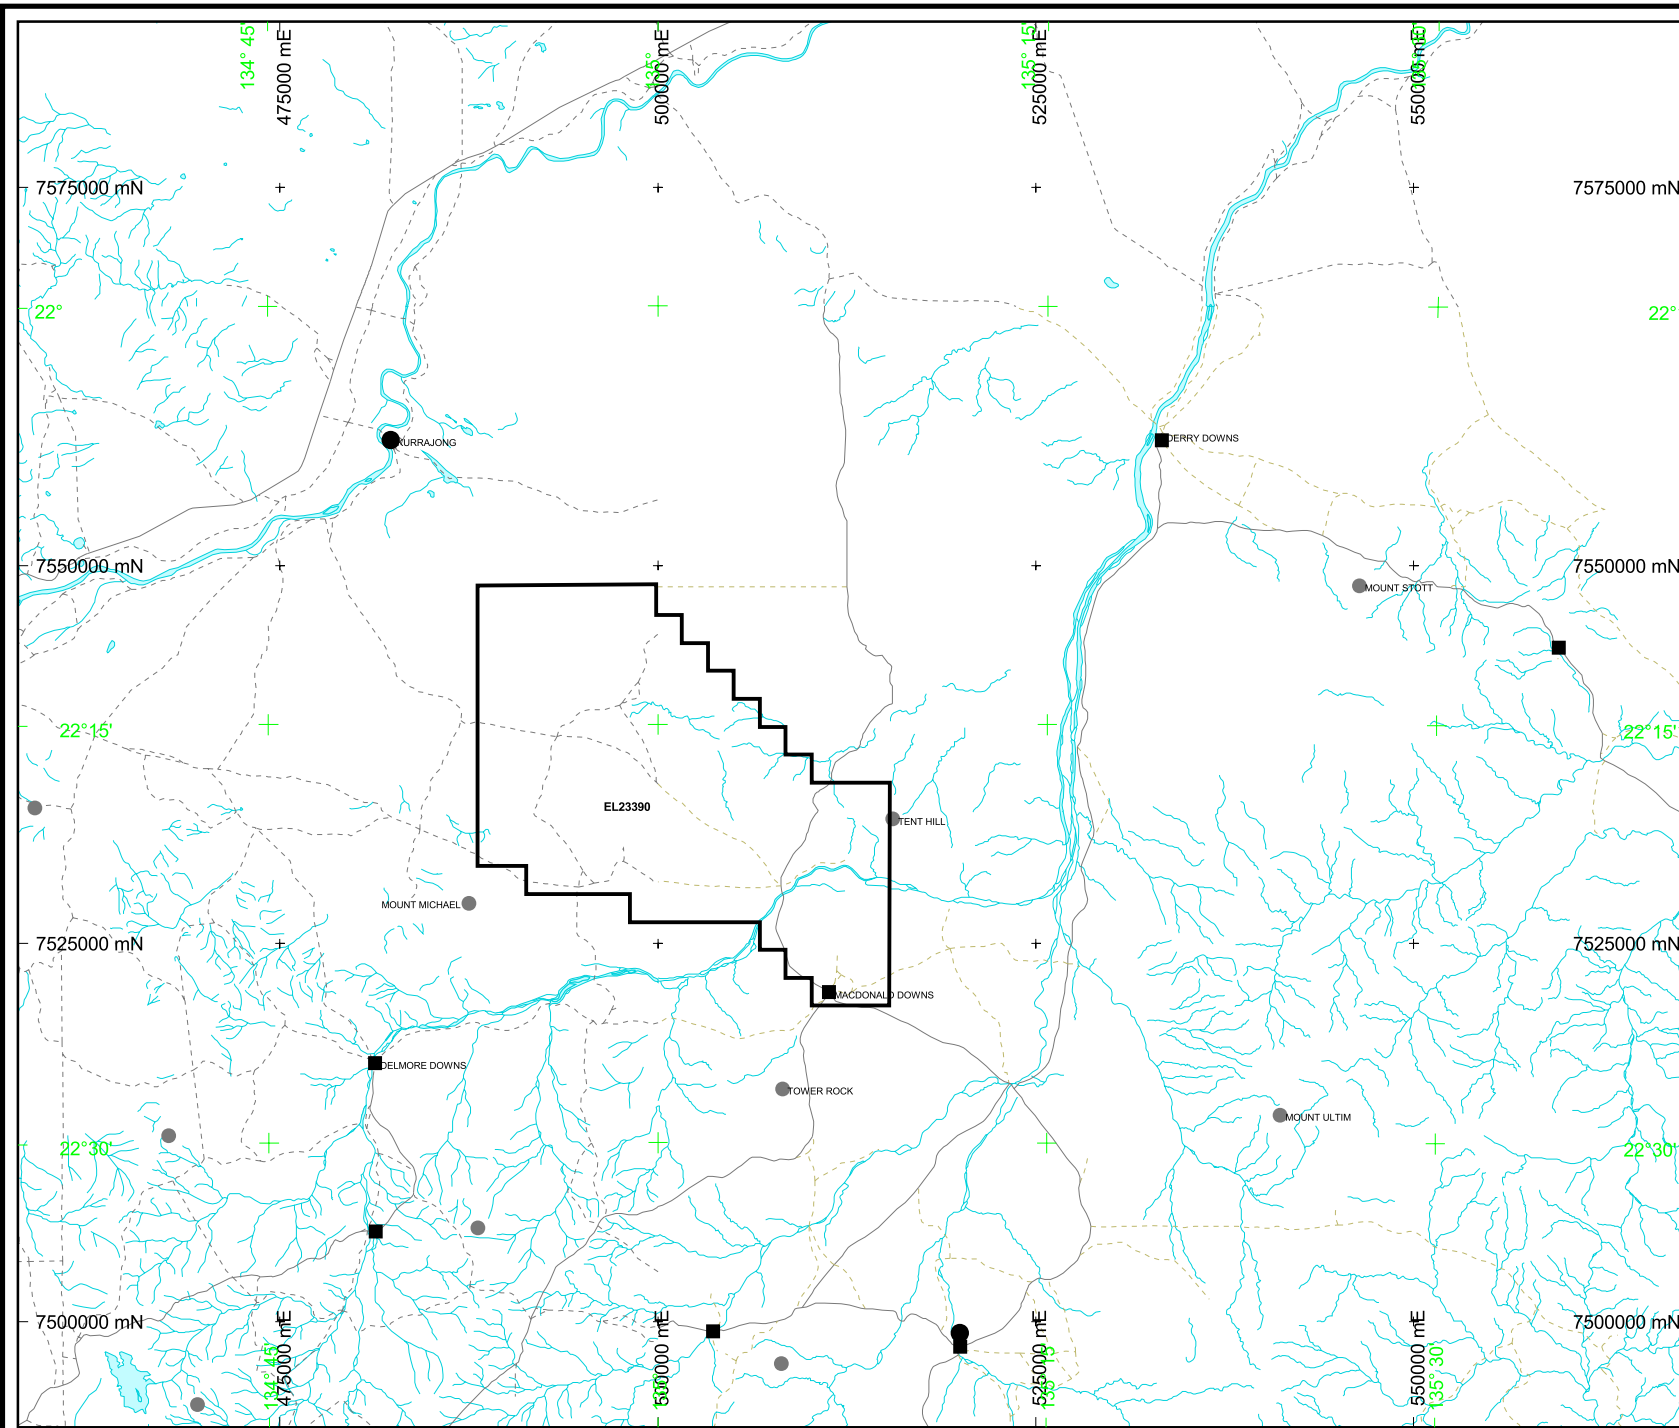 134° 45'
475000 mE
135°
500000 mE
135° 15'
525000 mE
550000 mE
7575000 mN
7575000 mN
22°
22°
KURRAJONG
DERRY DOWNS
7550000 mN
7550000 mN
MOUNT STOTT
22°15'
22°15'
EL23390
TENT HILL
MOUNT MICHAEL
7525000 mN
7525000 mN
MACDONALD DOWNS
DELMORE DOWNS
TOWER ROCK
MOUNT ULTIM
22°30'
22°30'
7500000 mN
7500000 mN
134° 45'
475000 mE
500000 mE
135° 15'
525000 mE
550000 mE
135° 30'